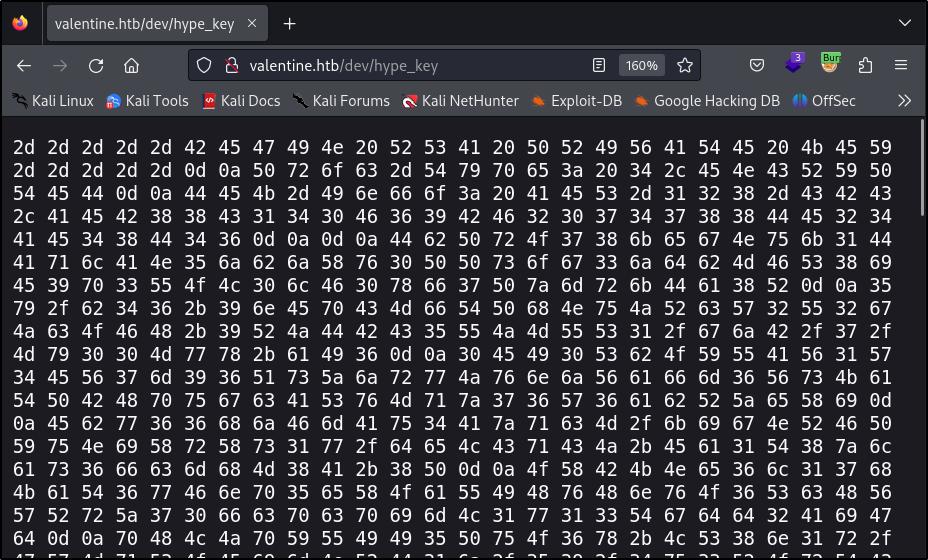 valentine.htb/dev/hype_key
valentine.htb/dev/hype_key 160% 3 Burp
Kali Linux Kali Tools Kali Docs Kali Forums Kali NetHunter Exploit-DB Google Hacking DB OffSec
2d 2d 2d 2d 2d 42 45 47 49 4e 20 52 53 41 20 50 52 49 56 41 54 45 20 4b 45 59
2d 2d 2d 2d 2d 0d 0a 50 72 6f 63 2d 54 79 70 65 3a 20 34 2c 45 4e 43 52 59 50
54 45 44 0d 0a 44 45 4b 2d 49 6e 66 6f 3a 20 41 45 53 2d 31 32 38 2d 43 42 43
2c 41 45 42 38 38 43 31 34 30 46 36 39 42 46 32 30 37 34 37 38 38 44 45 32 34
41 45 34 38 44 34 36 0d 0a 0d 0a 44 62 50 72 4f 37 38 6b 65 67 4e 75 6b 31 44
41 71 6c 41 4e 35 6a 62 6a 58 76 30 50 50 73 6f 67 33 6a 64 62 4d 46 53 38 69
45 39 70 33 55 4f 4c 30 6c 46 30 78 66 37 50 7a 6d 72 6b 44 61 38 52 0d 0a 35
79 2f 62 34 36 2b 39 6e 45 70 43 4d 66 54 50 68 4e 75 4a 52 63 57 32 55 32 67
4a 63 4f 46 48 2b 39 52 4a 44 42 43 35 55 4a 4d 55 53 31 2f 67 6a 42 2f 37 2f
4d 79 30 30 4d 77 78 2b 61 49 36 0d 0a 30 45 49 30 53 62 4f 59 55 41 56 31 57
34 45 56 37 6d 39 36 51 73 5a 6a 72 77 4a 76 6e 6a 56 61 66 6d 36 56 73 4b 61
54 50 42 48 70 75 67 63 41 53 76 4d 71 7a 37 36 57 36 61 62 52 5a 65 58 69 0d
0a 45 62 77 36 36 68 6a 46 6d 41 75 34 41 7a 71 63 4d 2f 6b 69 67 4e 52 46 50
59 75 4e 69 58 72 58 73 31 77 2f 64 65 4c 43 71 43 4a 2b 45 61 31 54 38 7a 6c
61 73 36 66 63 6d 68 4d 38 41 2b 38 50 0d 0a 4f 58 42 4b 4e 65 36 6c 31 37 68
4b 61 54 36 77 46 6e 70 35 65 58 4f 61 55 49 48 76 48 6e 76 4f 36 53 63 48 56
57 52 72 5a 37 30 66 63 70 63 70 69 6d 4c 31 77 31 33 54 67 64 64 32 41 69 47
64 0d 0a 70 48 4c 4a 70 59 55 49 49 35 50 75 4f 36 78 2b 4c 53 38 6e 31 72 2f